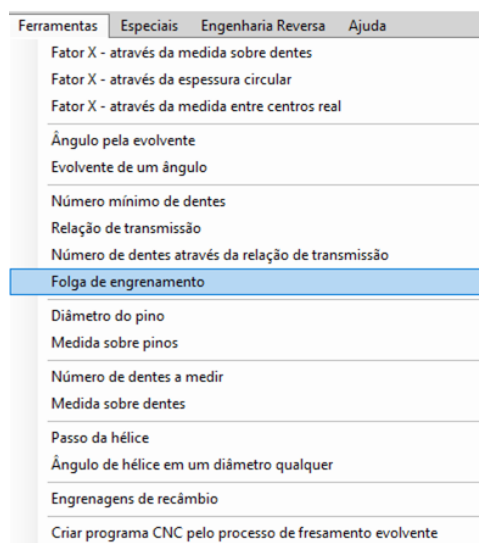 Ferramentas Especiais Engenharia Reversa Ajuda
Fator X - através da medida sobre dentes
Fator X - através da espessura circular
Fator X - através da medida entre centros real
Ângulo pela evolvente
Evolvente de um ângulo
Número mínimo de dentes
Relação de transmissão
Número de dentes através da relação de transmissão
Folga de engrenamento
Diâmetro do pino
Medida sobre pinos
Número de dentes a medir
Medida sobre dentes
Passo da hélice
Ângulo de hélice em um diâmetro qualquer
Engrenagens de recâmbio
Criar programa CNC pelo processo de fresamento evolvente